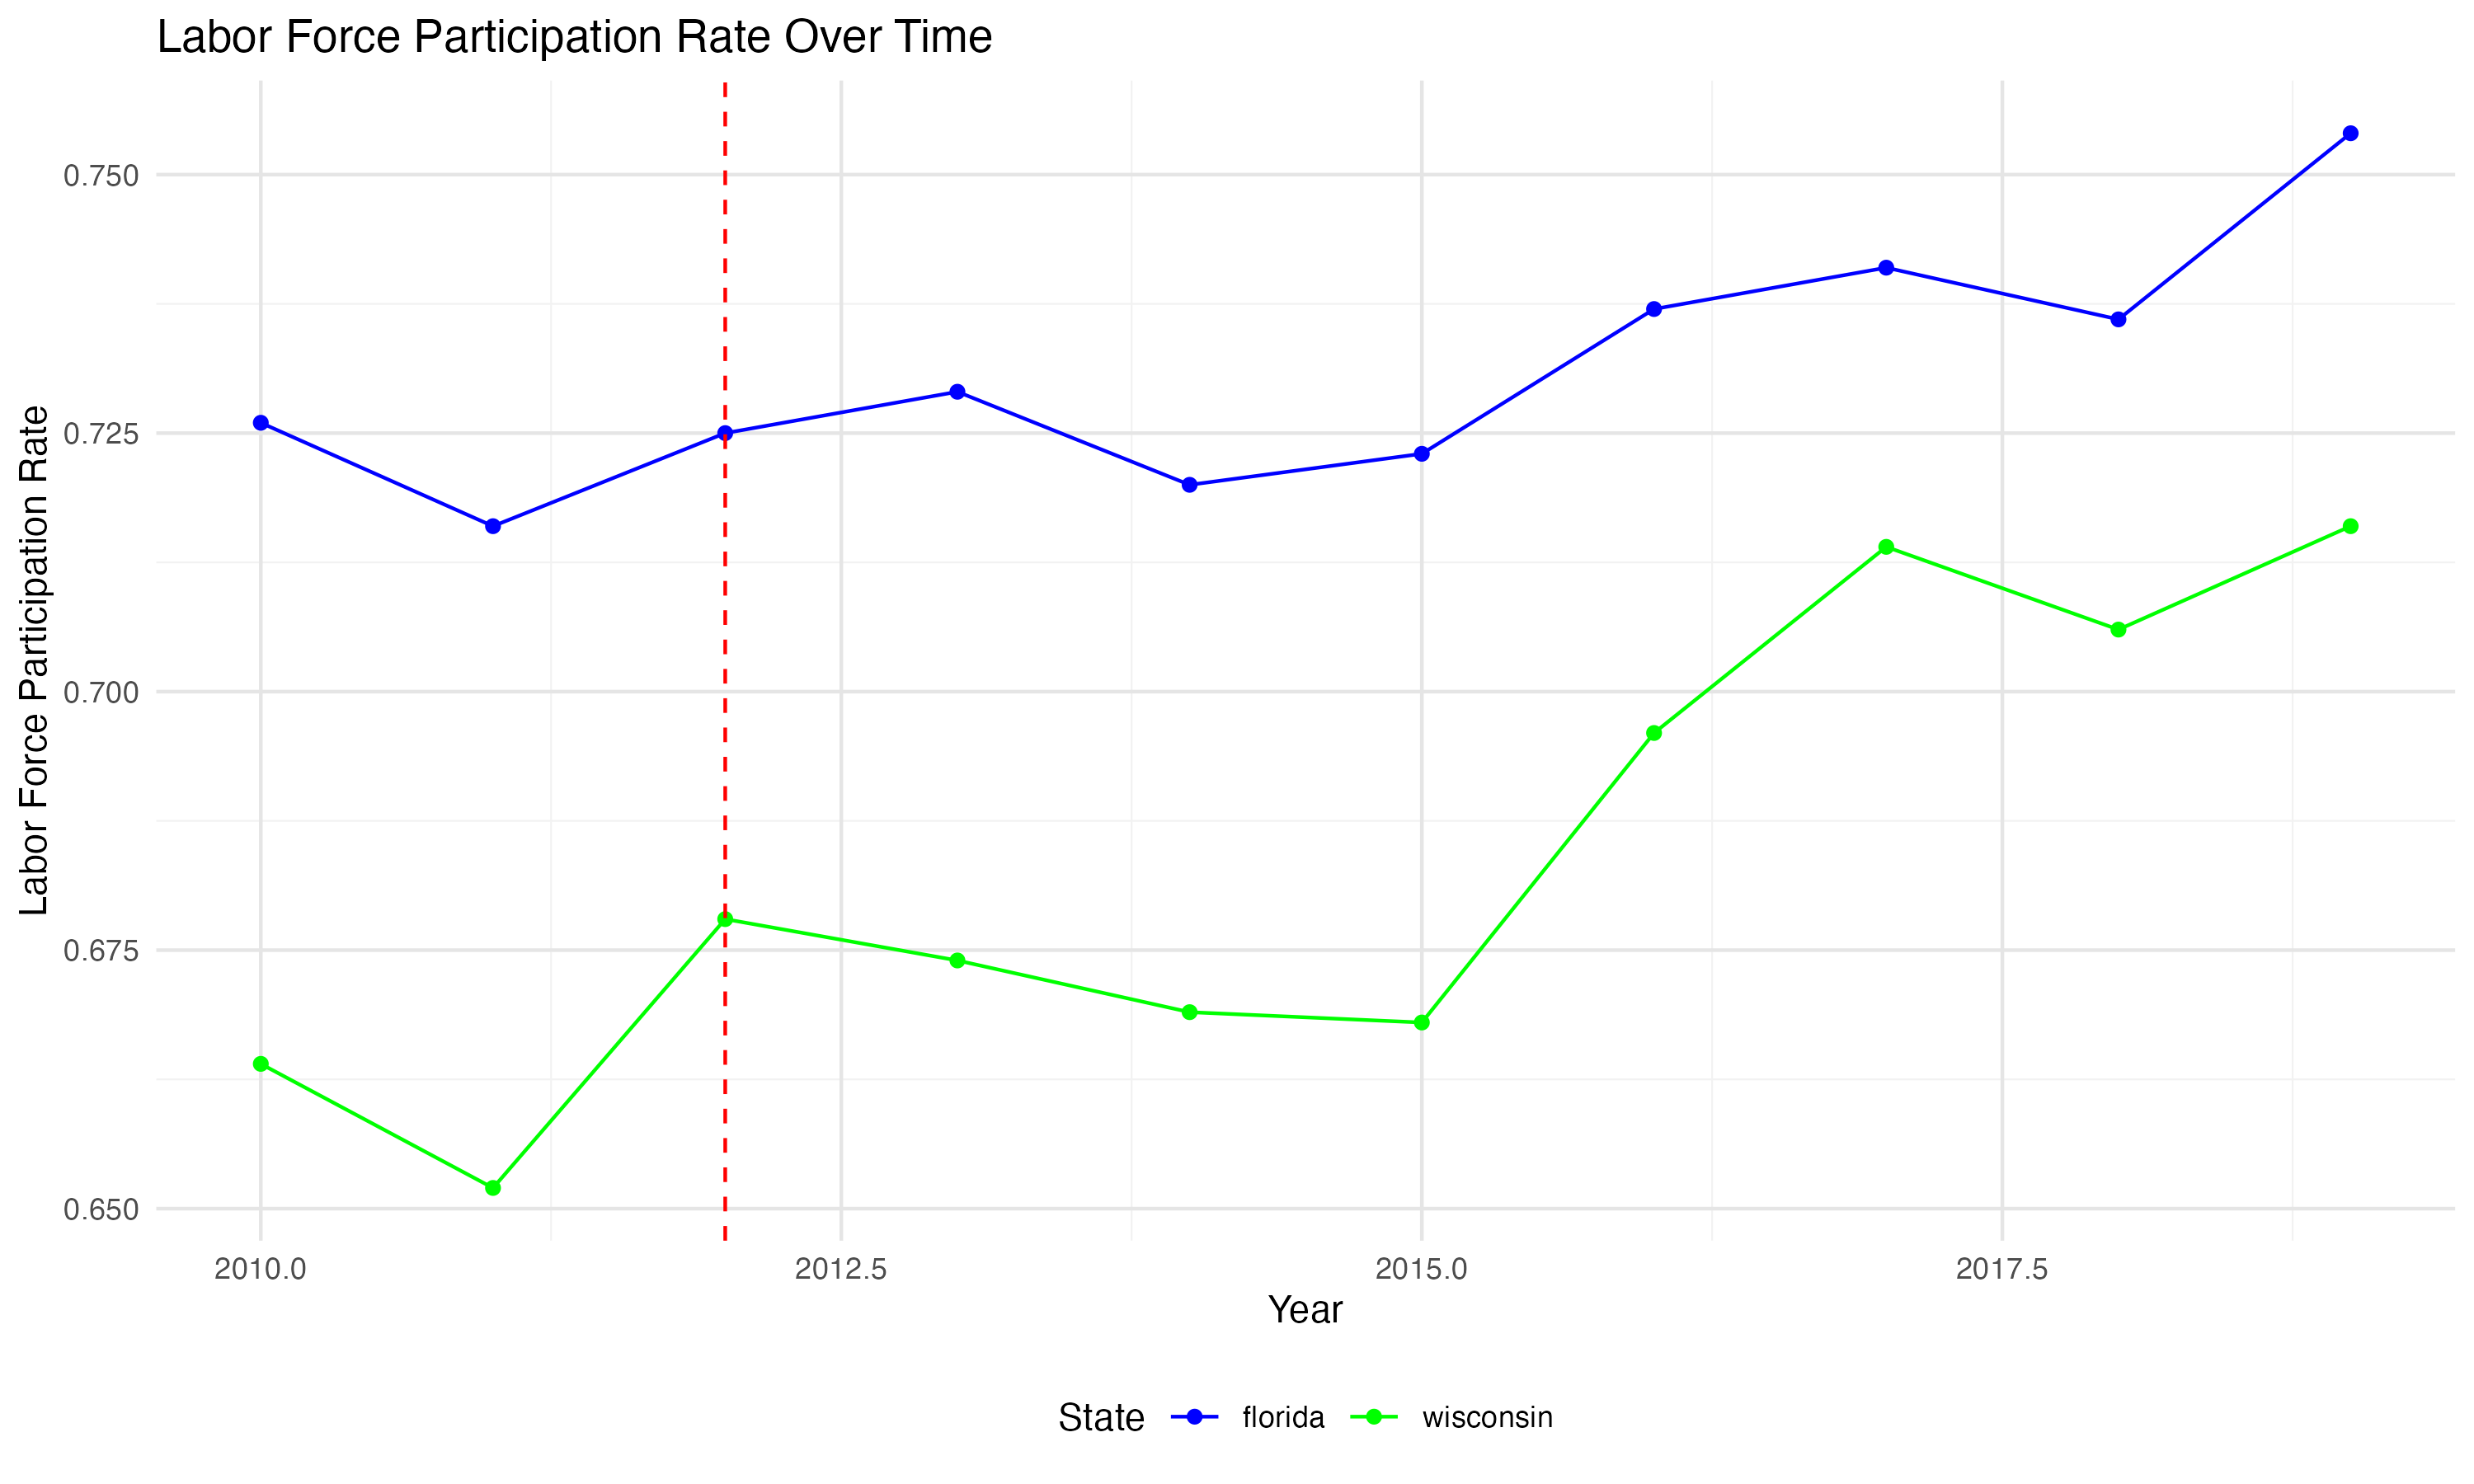 Labor Force Participation Rate Over Time
Labor Force Participation Rate
0.750
0.725
0.700
0.675
0.650
2010.0
2012.5
2015.0
2017.5
Year
State
florida
wisconsin